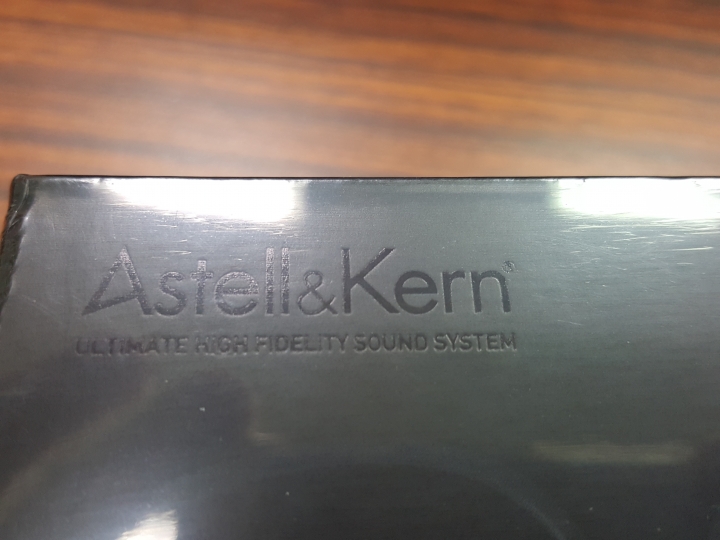 Astell&Kern®
ULTIMATE HIGH FIDELITY SOUND SYSTEM